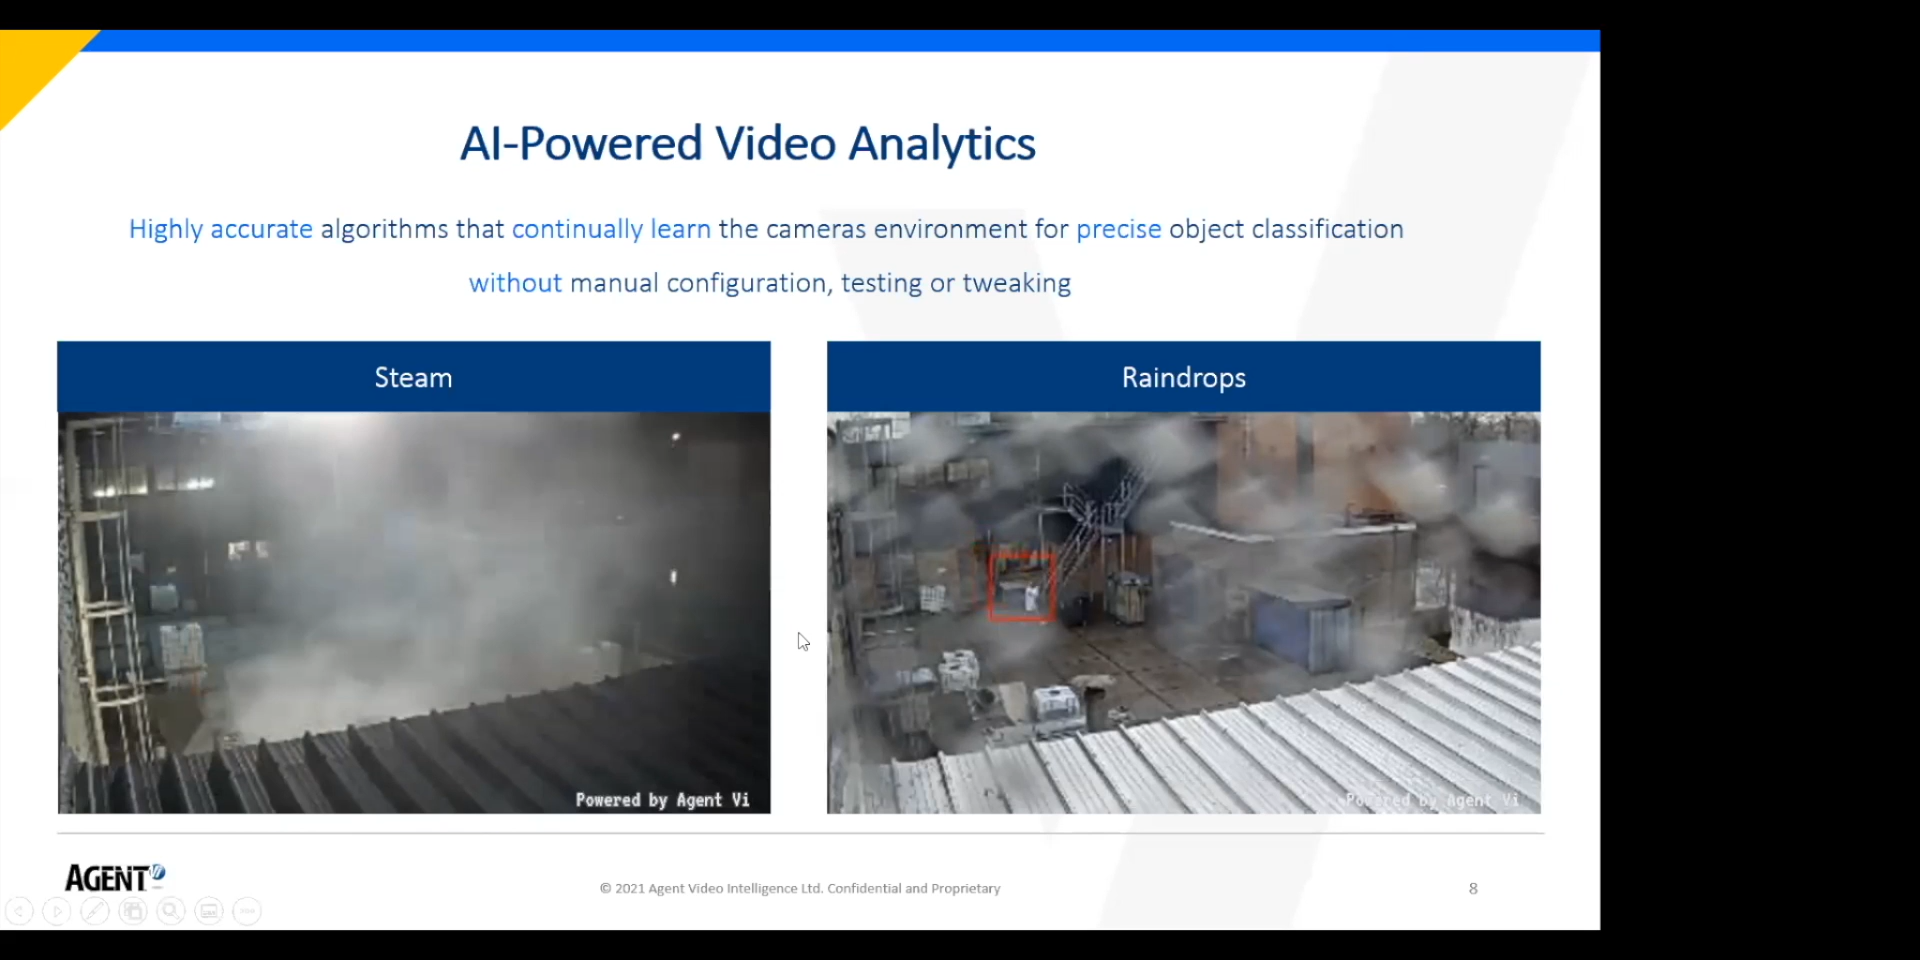 AI-Powered Video Analytics
Highly accurate algorithms that continually learn the cameras environment for precise object classification
without manual configuration, testing or tweaking
Steam
Raindrops
Powered by Agent Vi
Powered by Agent Vi
AGENT Vi
© 2021 Agent Video Intelligence Ltd. Confidential and Proprietary
8